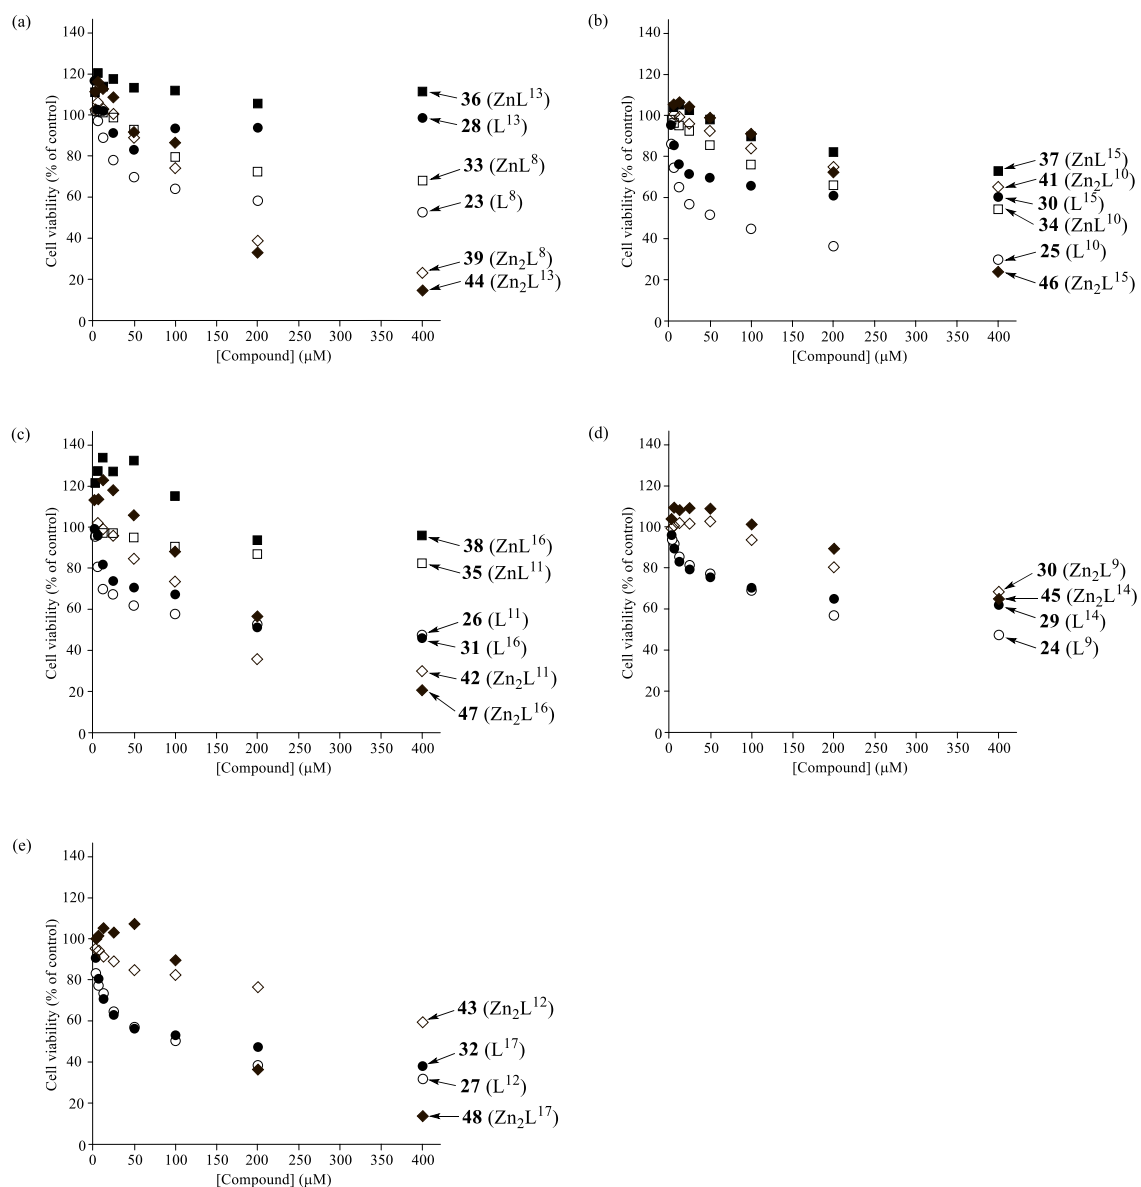 (a)
Cell viability (% of control)
140
120
100
80
60
40
20
0
0 50 100 150 200 250 300 350 400
[Compound] (μM)
36 (ZnL13)
28 (L13)
33 (ZnL8)
23 (L8)
39 (Zn2L8)
44 (Zn2L13)
(b)
Cell viability (% of control)
140
120
100
80
60
40
20
0
0 50 100 150 200 250 300 350 400
[Compound] (μM)
37 (ZnL15)
41 (Zn2L10)
30 (L15)
34 (ZnL10)
25 (L10)
46 (Zn2L15)
(c)
Cell viability (% of control)
140
120
100
80
60
40
20
0
0 50 100 150 200 250 300 350 400
[Compound] (μM)
38 (ZnL16)
35 (ZnL11)
26 (L11)
31 (L16)
42 (Zn2L11)
47 (Zn2L16)
(d)
Cell viability (% of control)
140
120
100
80
60
40
20
0
0 50 100 150 200 250 300 350 400
[Compound] (μM)
30 (Zn2L9)
45 (Zn2L14)
29 (L14)
24 (L9)
(e)
Cell viability (% of control)
140
120
100
80
60
40
20
0
0 50 100 150 200 250 300 350 400
[Compound] (μM)
43 (Zn2L12)
32 (L17)
27 (L12)
48 (Zn2L17)